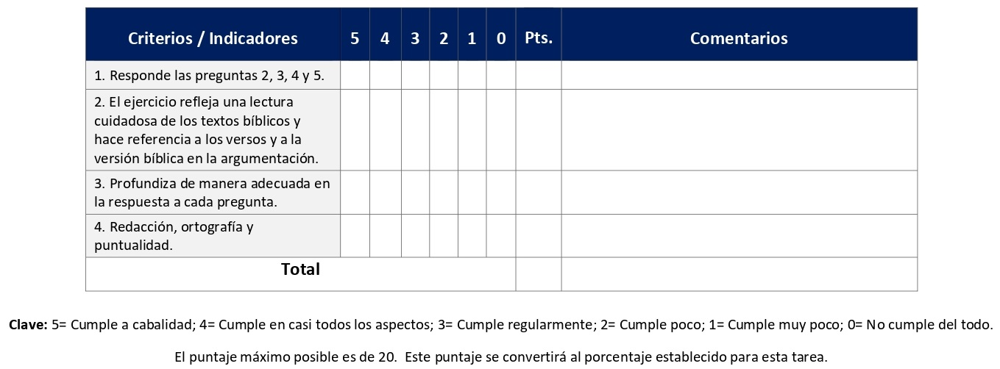 Criterios / Indicadores 5 4 3 2 1 0 Pts. Comentarios
1. Responde las preguntas 2, 3, 4 y 5.
2. El ejercicio refleja una lectura
cuidadosa de los textos bíblicos y
hace referencia a los versos y a la
versión bíblica en la argumentación.
3. Profundiza de manera adecuada en
la respuesta a cada pregunta.
4. Redacción, ortografía y
puntualidad.
Total
Clave: 5= Cumple a cabalidad; 4= Cumple en casi todos los aspectos; 3= Cumple regularmente; 2= Cumple poco; 1= Cumple muy poco; 0= No cumple del todo.
El puntaje máximo posible es de 20. Este puntaje se convertirá al porcentaje establecido para esta tarea.